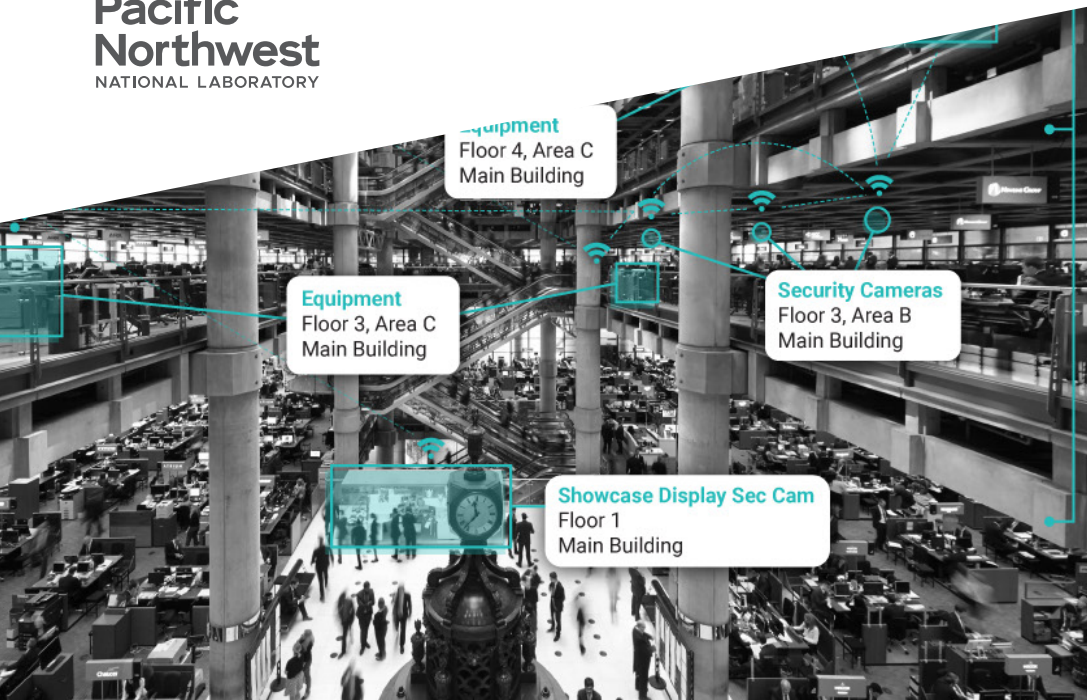 Pacific
Northwest
NATIONAL LABORATORY
Equipment
Floor 4, Area C
Main Building
Equipment
Floor 3, Area C
Main Building
Security Cameras
Floor 3, Area B
Main Building
Showcase Display Sec Cam
Floor 1
Main Building